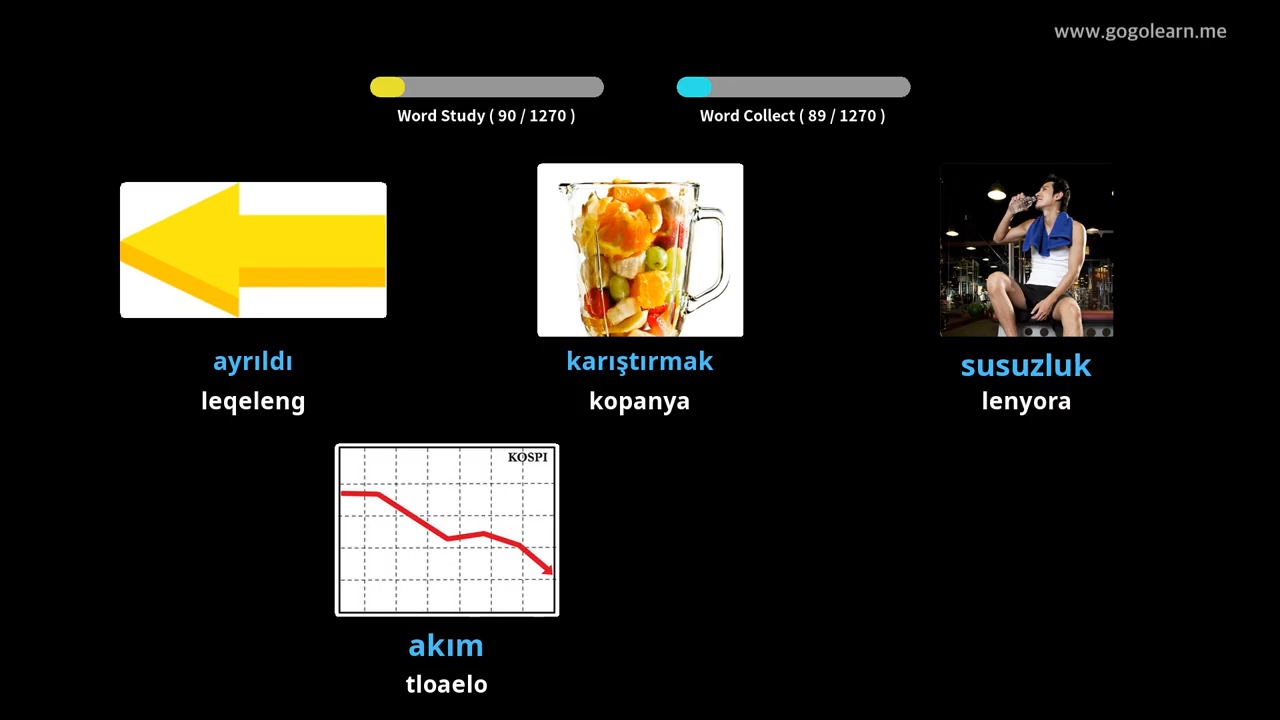 www.gogolearn.me
Word Study ( 90 / 1270 )
Word Collect ( 89 / 1270 )
ayrıldı
leqeleng
karıştırmak
kopanya
susuzluk
lenyora
KOSPI
akım
tloaelo